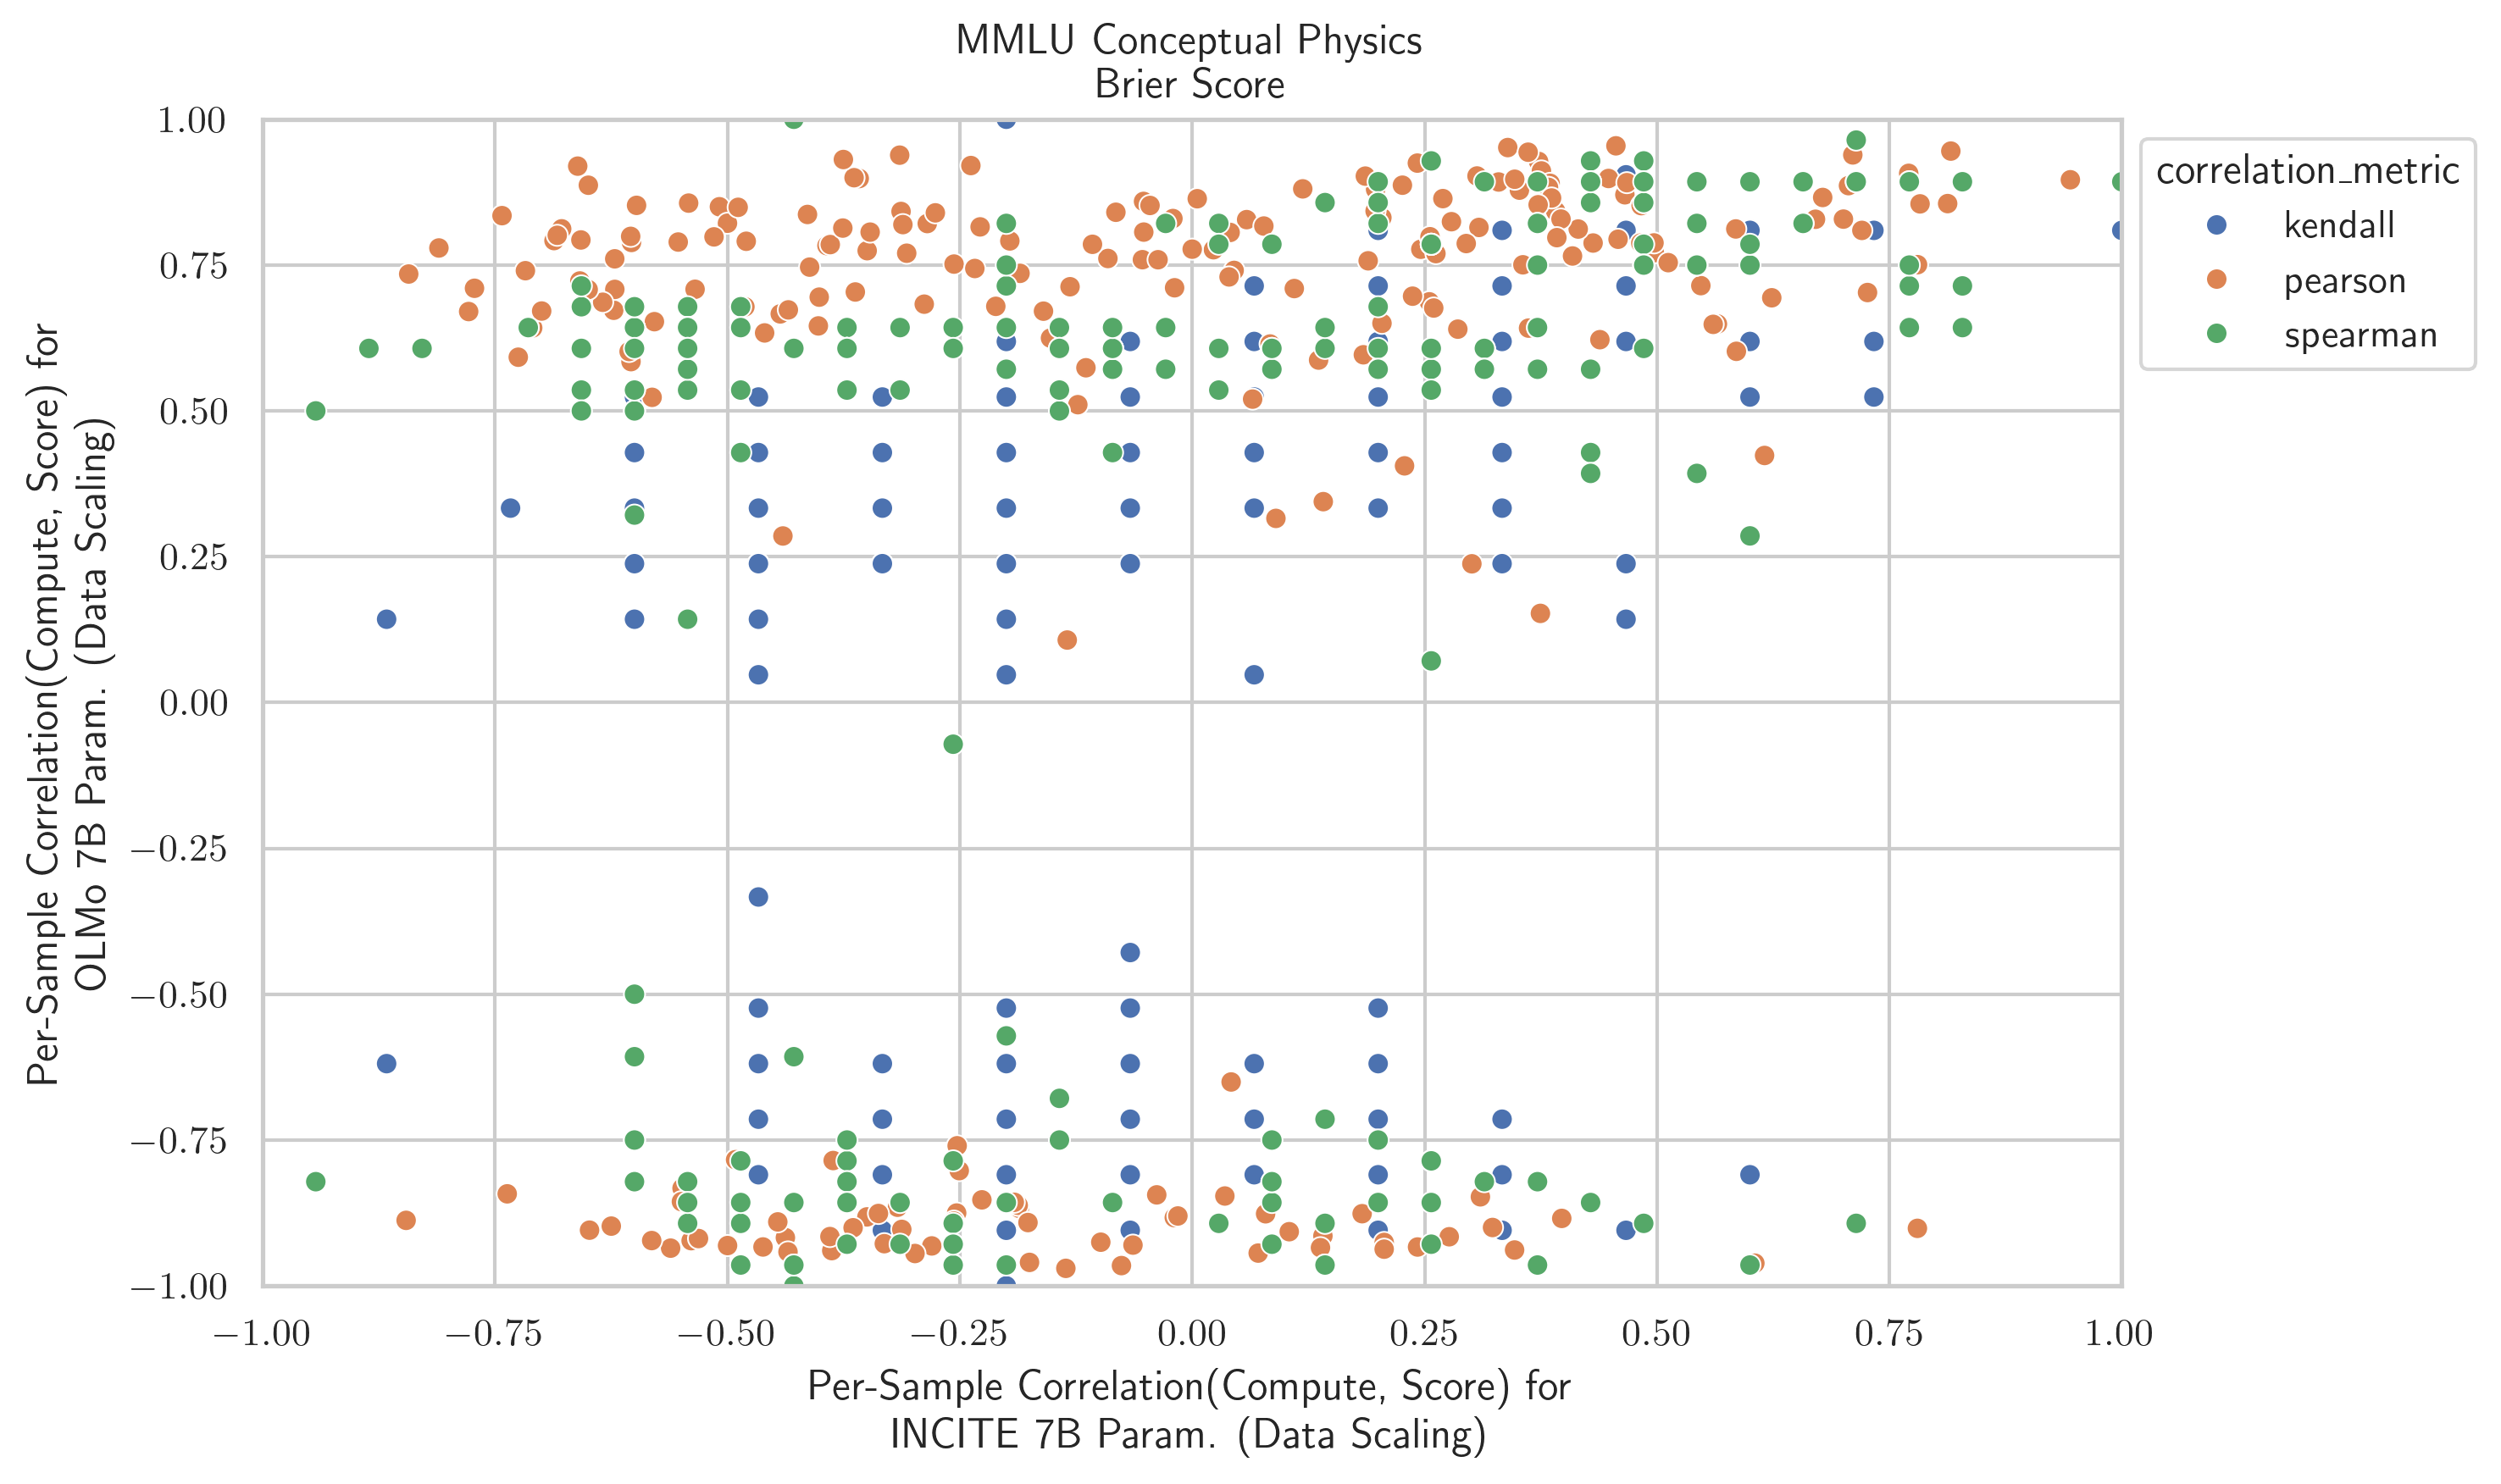 MMLU Conceptual Physics
Brier Score
Per-Sample Correlation(Compute, Score) for
OLMo 7B Param. (Data Scaling)
1.00
0.75
0.50
0.25
0.00
−0.25
−0.50
−0.75
−1.00
−1.00 −0.75 −0.50 −0.25 0.00 0.25 0.50 0.75 1.00
Per-Sample Correlation(Compute, Score) for
INCITE 7B Param. (Data Scaling)
correlation_metric
kendall
pearson
spearman